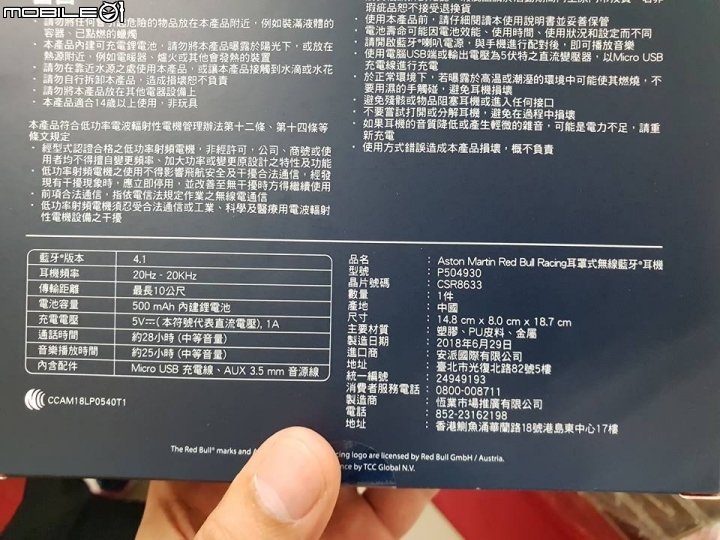 MOBILE01
請勿將任何會引起危險的物品放在本產品附近，例如裝滿液體的
容器、已點燃的蠟燭
本產品內建可充電鋰電池，請勿將本產品曝露於陽光下，或放在
熱源附近，例如電暖器、爐火或其他會發熱的裝置
請勿在靠近水源之處使用本產品，或讓本產品接觸到水滴或水花
請勿自行拆卸本產品，造成損壞恕不負責
請勿將本產品放在其他電器設備上
• 本產品適合14歲以上使用，非玩具
本產品符合低功率電波輻射性電機管理辦法第十二條、第十四條等
條文規定
• 經型式認證合格之低功率射頻電機，非經許可，公司、商號或使
用者均不得擅自變更頻率、加大功率或變更原設計之特性及功能
• 低功率射頻電機之使用不得影響飛航安全及干擾合法通信，經發
現有干擾現象時，應立即停用，並改善至無干擾時方得繼續使用
• 前項合法通信，指依電信法規定作業之無線電通信
• 低功率射頻電機須忍受合法通信或工業、科學及醫療用電波輻射
性電機設備之干擾
瑕疵品恕不接受退換貨
• 使用本產品前，請仔細閱讀本使用說明書並妥善保管
• 電池壽命可能因電池效能、使用時間、使用狀況和設定而不同
• 請開啟藍牙®喇叭電源，與手機進行配對後，即可播放音樂
• 使用電腦USB端或輸出電壓為5伏特之直流變壓器，以Micro USB
充電線進行充電
• 於正常環境下，若曝露於高溫或潮溼的環境中可能使其燃燒，不
要用濕的手觸碰，避免耳機損壞
• 避免殘骸或物品阻塞耳機或進入任何接口
• 不要嘗試打開或分解耳機，避免在過程中損壞
• 如果耳機的音質降低或產生輕微的雜音，可能是電力不足，請重
新充電
• 使用方式錯誤造成本產品損壞，概不負責
藍牙®版本 4.1
耳機頻率 20Hz - 20KHz
傳輸距離 最長10公尺
電池容量 500 mAh 內建鋰電池
充電電壓 5V⎓(本符號代表直流電壓), 1A
通話時間 約28小時 (中等音量)
音樂播放時間 約25小時 (中等音量)
內含配件 Micro USB 充電線、AUX 3.5 mm 音源線
CCAM18LP0540T1
品名 : Aston Martin Red Bull Racing耳罩式無線藍牙®耳機
型號 : P504930
晶片號碼 : CSR8633
數量 : 1件
產地 : 中國
尺寸 : 14.8 cm x 8.0 cm x 18.7 cm
主要材質 : 塑膠、PU皮料、金屬
製造日期 : 2018年6月29日
進口商 : 安派國際有限公司
地址 : 臺北市光復北路82號5樓
統一編號 : 24949193
消費者服務電話 : 0800-008711
製造商 : 恆業市場推廣有限公司
電話 : 852-23162198
地址 : 香港鰂魚涌華蘭路18號港島東中心17樓
The Red Bull® marks and
cing logo are licensed by Red Bull GmbH / Austria.
nce by TCC Global N.V.